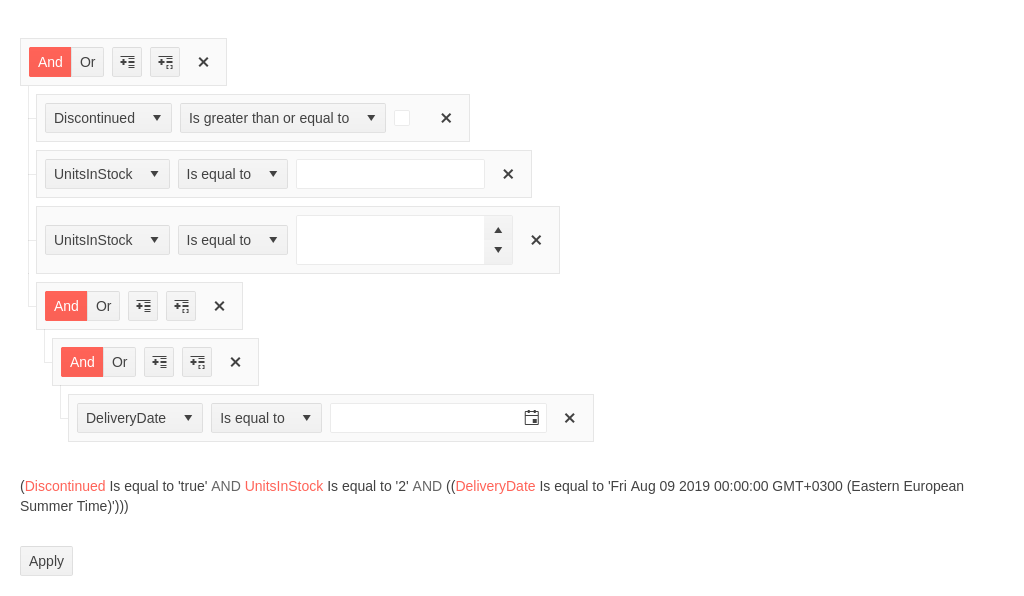 And Or
Discontinued Is greater than or equal to
UnitsInStock Is equal to
UnitsInStock Is equal to
And Or
And Or
DeliveryDate Is equal to
(Discontinued Is equal to 'true' AND UnitsInStock Is equal to '2' AND ((DeliveryDate Is equal to 'Fri Aug 09 2019 00:00:00 GMT+0300 (Eastern European
Summer Time)')))
Apply